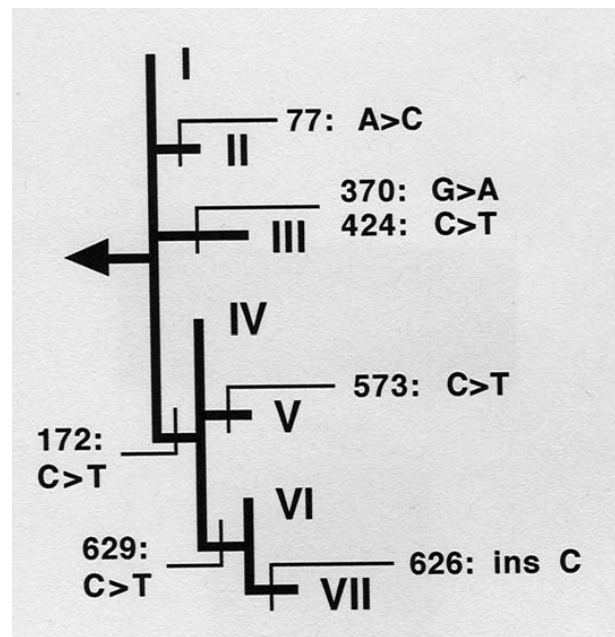 I
77: A>C
II
370: G>A
424: C>T
III
IV
573: C>T
V
172:
C>T
VI
629:
C>T
626: ins C
VII